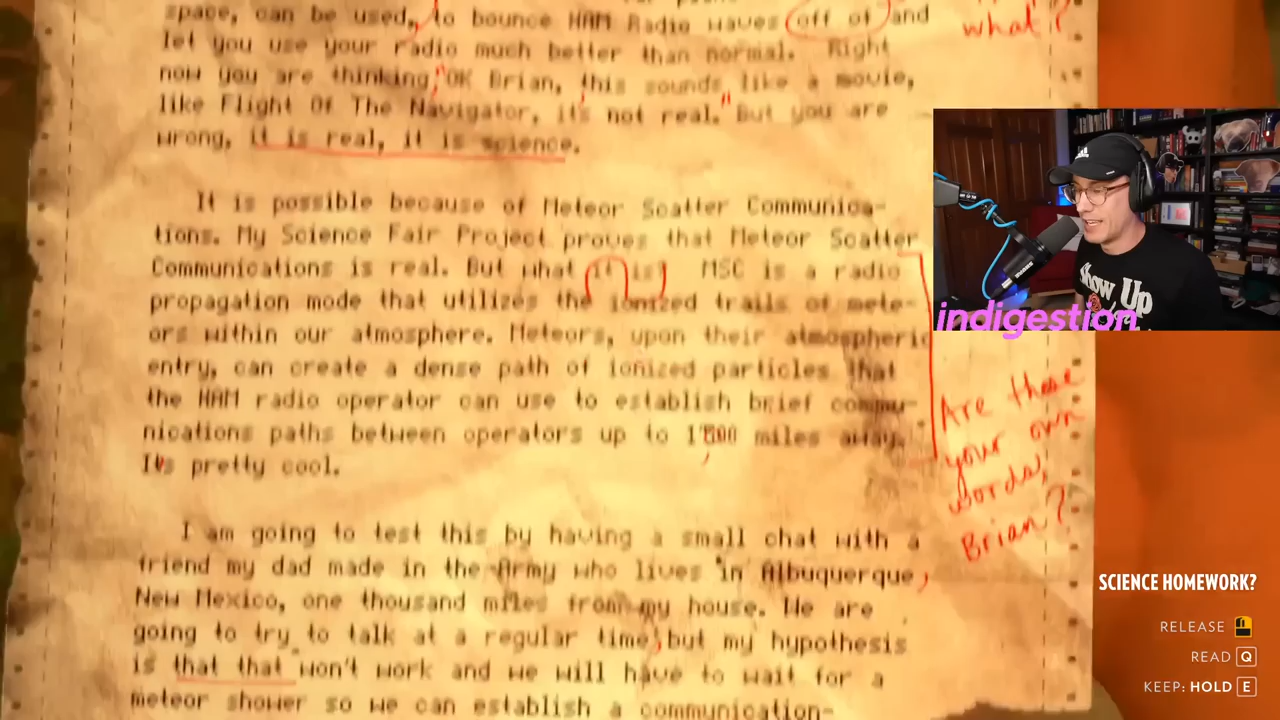 space, can be used, to bounce HAM Radio waves off of and
what?
let you use your radio much better than normal. Right
now you are thinking, "OK Brian, this sounds like a movie,
like Flight Of The Navigator, it's not real." But you are
wrong, it is real, it is science.
It is possible because of Meteor Scatter Communica-
tions. My Science Fair Project proves that Meteor Scatter
Communications is real. But what it is? MSC is a radio
propagation mode that utilizes the ionized trails of mete-
ors within our atmosphere. Meteors, upon their atmospheric
entry, can create a dense path of ionized particles that
the HAM radio operator can use to establish brief commu-
nications paths between operators up to 1,500 miles away.
It's pretty cool.
Are these
your own
words,
Brian?
I am going to test this by having a small chat with a
friend my dad made in the Army who lives in Albuquerque,
New Mexico, one thousand miles from my house. We are
going to try to talk at a regular time, but my hypothesis
is that that won't work and we will have to wait for a
meteor shower so we can establish a communication-
Show Up
indigestion
SCIENCE HOMEWORK?
RELEASE
READ Q
KEEP: HOLD E